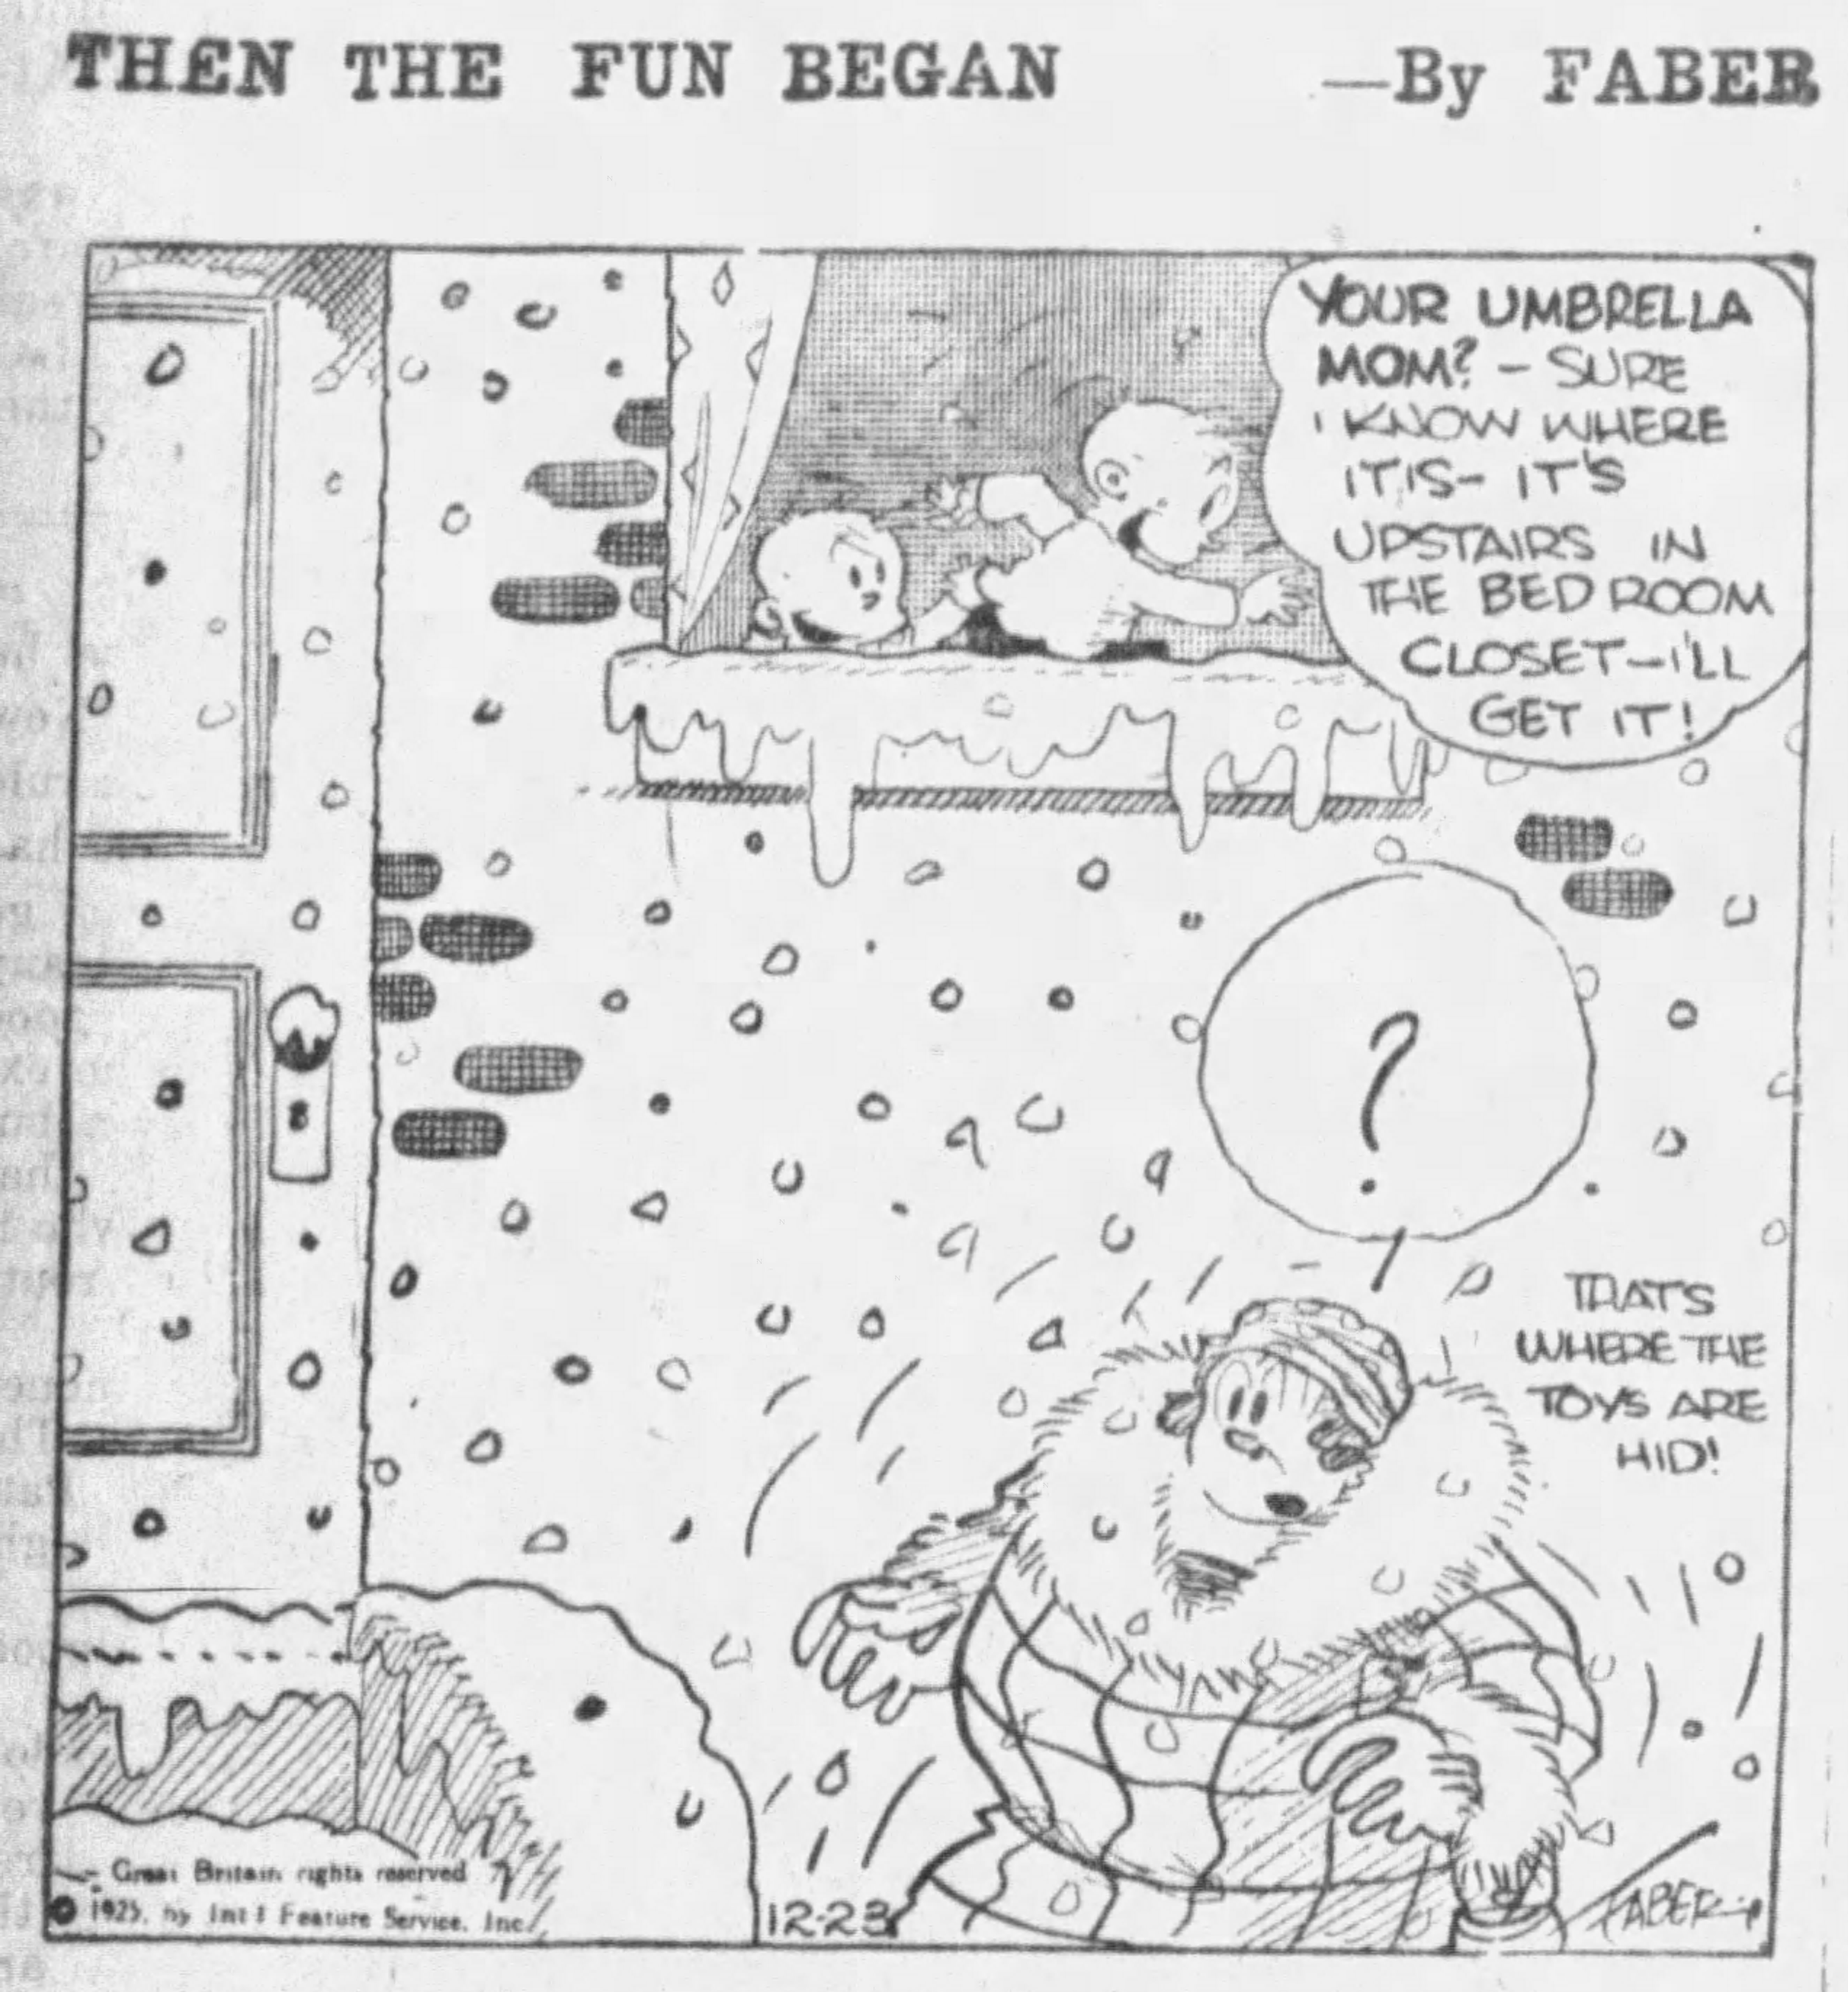 THEN THE FUN BEGAN —By FABER
YOUR UMBRELLA
MOM? - SURE
I KNOW WHERE
IT IS- IT'S
UPSTAIRS IN
THE BED ROOM
CLOSET-I'LL
GET IT!
?
THAT'S
WHERE THE
TOYS ARE
HID!
Great Britain rights reserved
© 1925, by Int'l Feature Service, Inc.
12-23
FABER